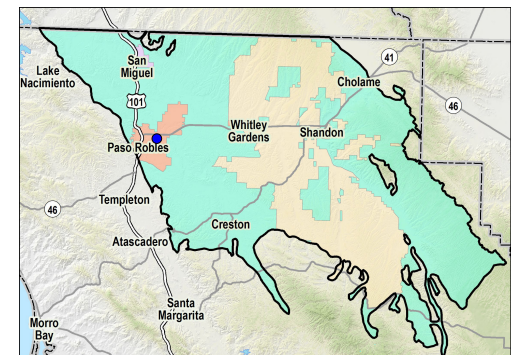 San
Miguel
Lake
Nacimiento
41
Cholame
101
46
Whitley
Gardens
Shandon
Paso Robles
Templeton
46
Creston
Atascadero
Santa
Margarita
Morro
Bay